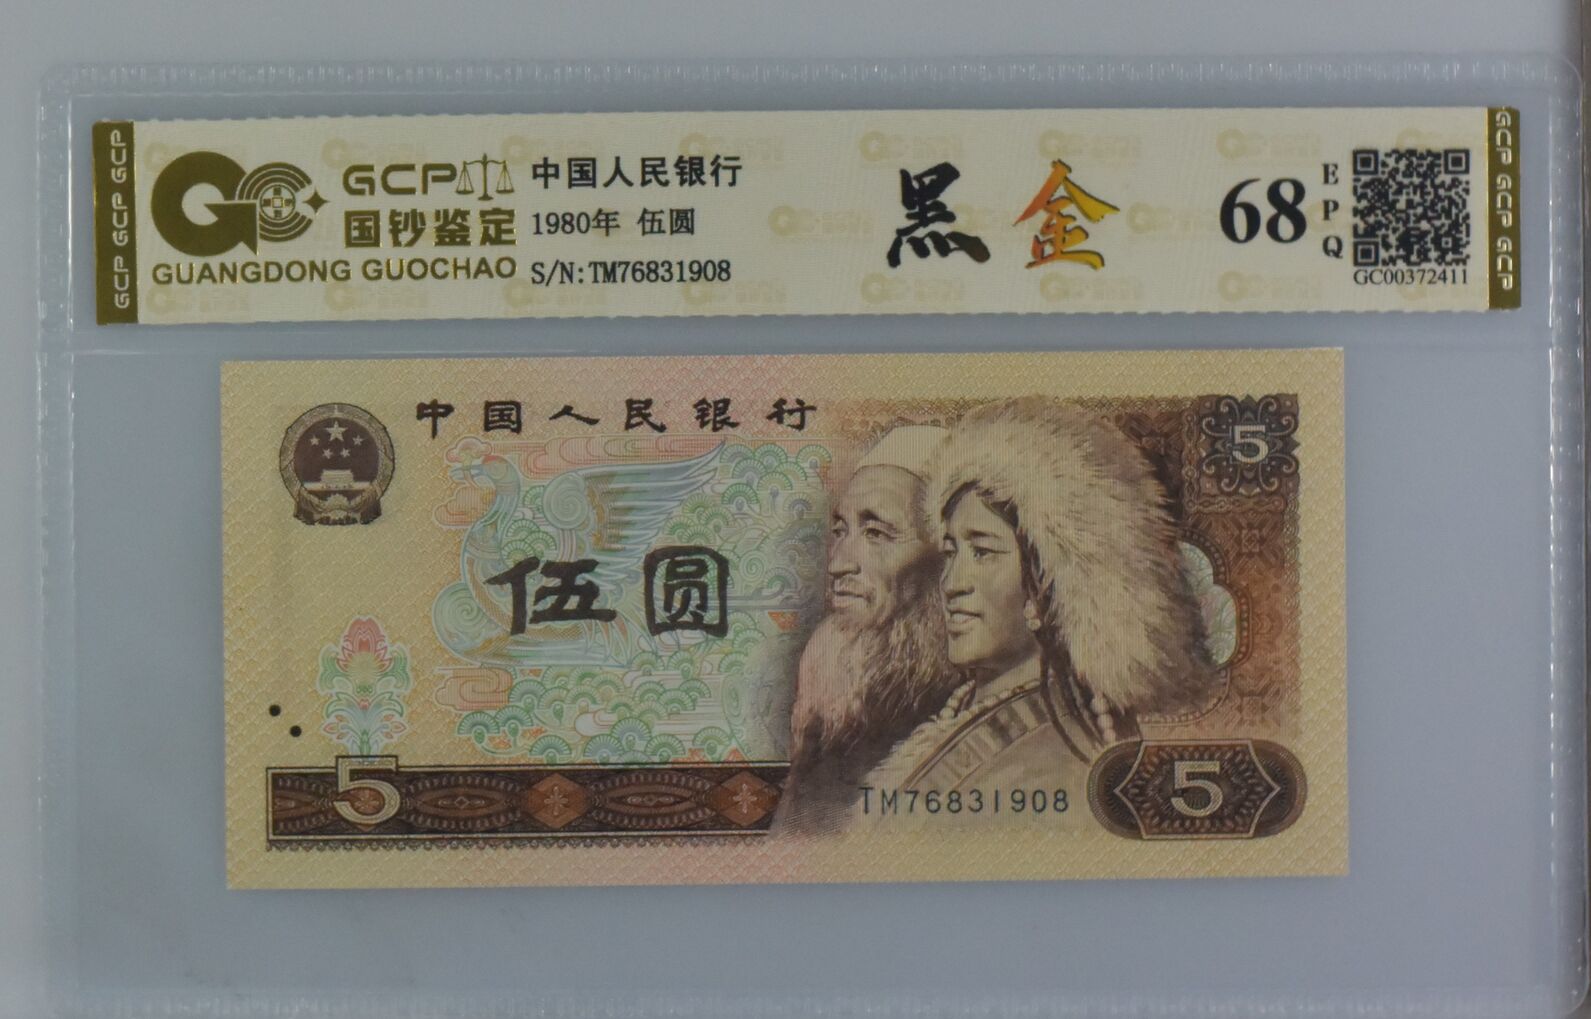 GCP GCP GCP
GCP
国钞鉴定
GUANGDONG GUOCHAO
中国人民银行
1980年 伍圆
S/N:TM76831908
黑金
68
EPQ
GC00372411
GCP GCP GCP
中国人民银行
5
伍圆
5
TM76831908
5